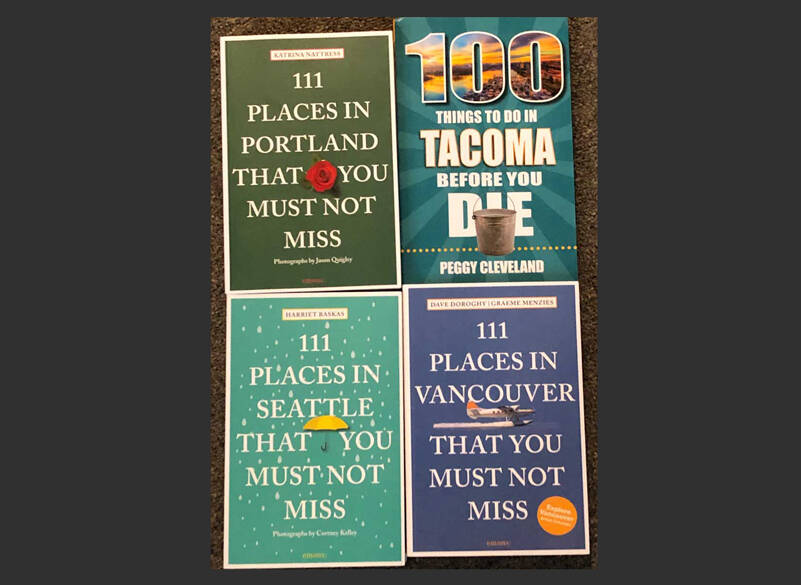 KATRINA NATTRESS
111
PLACES IN
PORTLAND
THAT YOU
MUST NOT
MISS
Photographs by Jason Quigley
100
THINGS TO DO IN
TACOMA
BEFORE YOU
DIE
PEGGY CLEVELAND
HARRIET BASKAS
111
PLACES IN
SEATTLE
THAT YOU
MUST NOT
MISS
Photographs by Cortney Kelley
DAVE DOROGHY | GRAEME MENZIES
111
PLACES IN
VANCOUVER
THAT YOU
MUST NOT
MISS
Explore
Vancouver